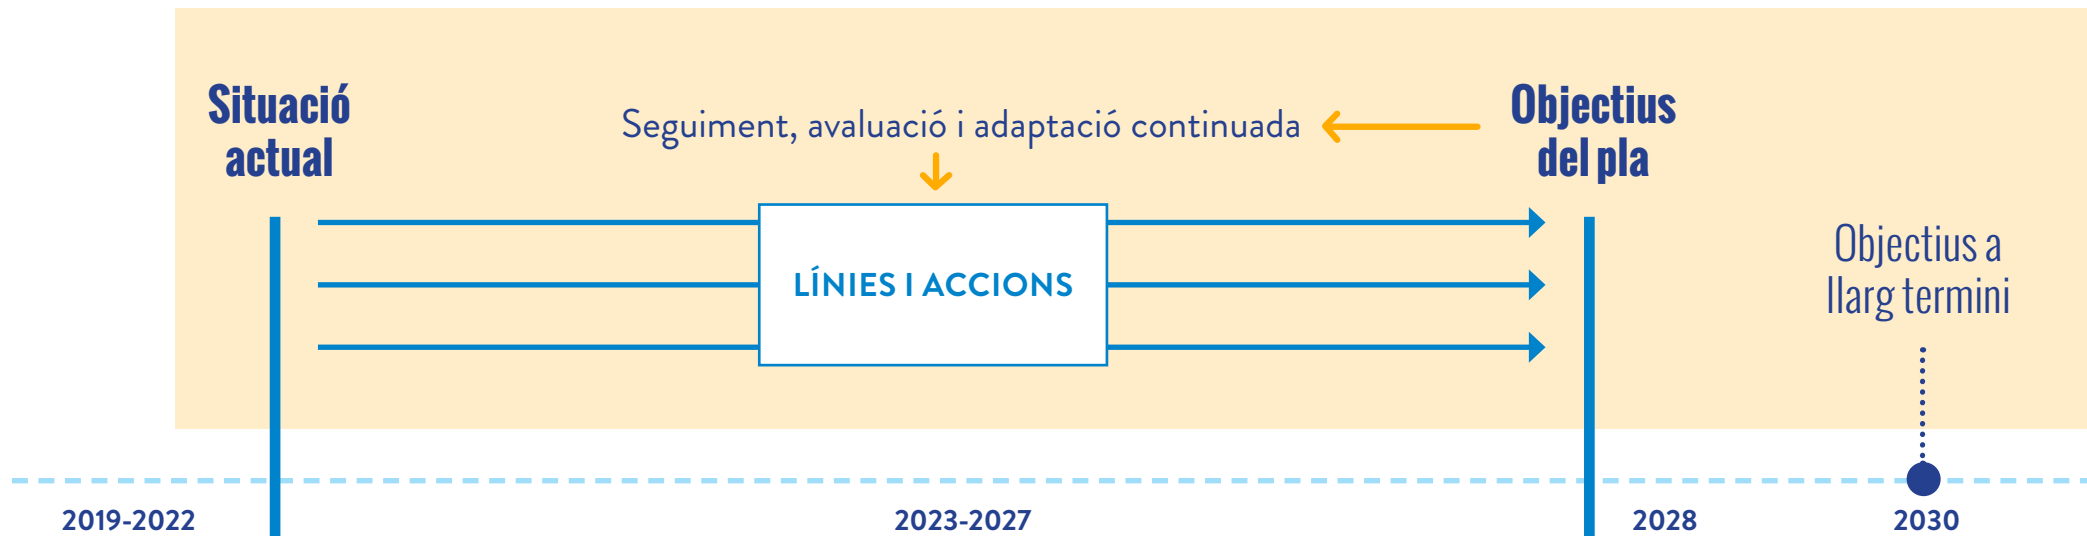 Situació
actual
Seguiment, avaluació i adaptació continuada
Objectius
del pla
LÍNIES I ACCIONS
Objectius a
llarg termini
2019-2022
2023-2027
2028
2030